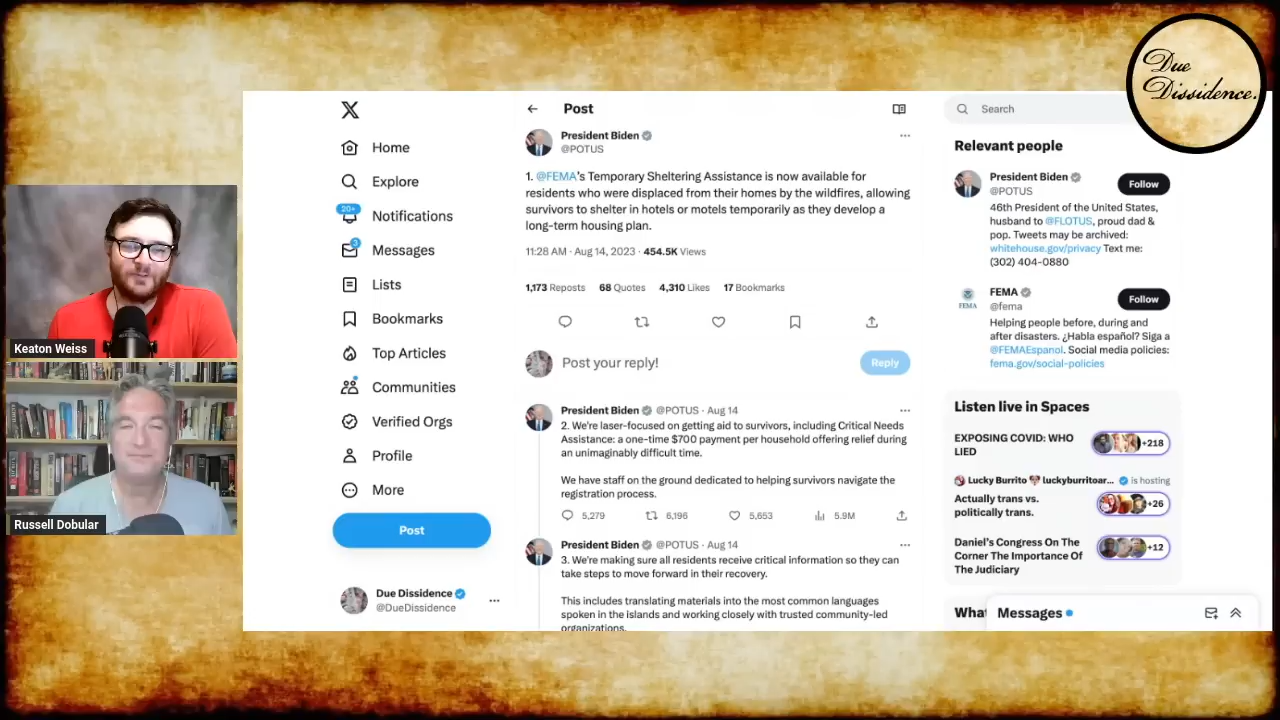 Due
Dissidence.
Keaton Weiss
Russell Dobular
Home
Explore
20+
Notifications
3
Messages
Lists
Bookmarks
Top Articles
Communities
Verified Orgs
Profile
More
Post
Due Dissidence
@DueDissidence
Post
President Biden
@POTUS
1. @FEMA's Temporary Sheltering Assistance is now available for
residents who were displaced from their homes by the wildfires, allowing
survivors to shelter in hotels or motels temporarily as they develop a
long-term housing plan.
11:28 AM · Aug 14, 2023 · 454.5K Views
1,173 Reposts 68 Quotes 4,310 Likes 17 Bookmarks
Post your reply!
Reply
President Biden @POTUS · Aug 14
2. We're laser-focused on getting aid to survivors, including Critical Needs
Assistance: a one-time $700 payment per household offering relief during
an unimaginably difficult time.
We have staff on the ground dedicated to helping survivors navigate the
registration process.
5,279 6,196 5,653 5.9M
President Biden @POTUS · Aug 14
3. We're making sure all residents receive critical information so they can
take steps to move forward in their recovery.
This includes translating materials into the most common languages
spoken in the islands and working closely with trusted community-led
organizations.
Search
Relevant people
President Biden
@POTUS
Follow
46th President of the United States,
husband to @FLOTUS, proud dad &
pop. Tweets may be archived:
whitehouse.gov/privacy Text me:
(302) 404-0880
FEMA
FEMA
@fema
Follow
Helping people before, during and
after disasters. ¿Habla español? Siga a
@FEMAEspanol. Social media policies:
fema.gov/social-policies
Listen live in Spaces
EXPOSING COVID: WHO
LIED
+218
Lucky Burrito luckyburritoar... is hosting
Actually trans vs.
politically trans.
+26
Daniel's Congress On The
Corner The Importance Of
The Judiciary
+12
What
Messages